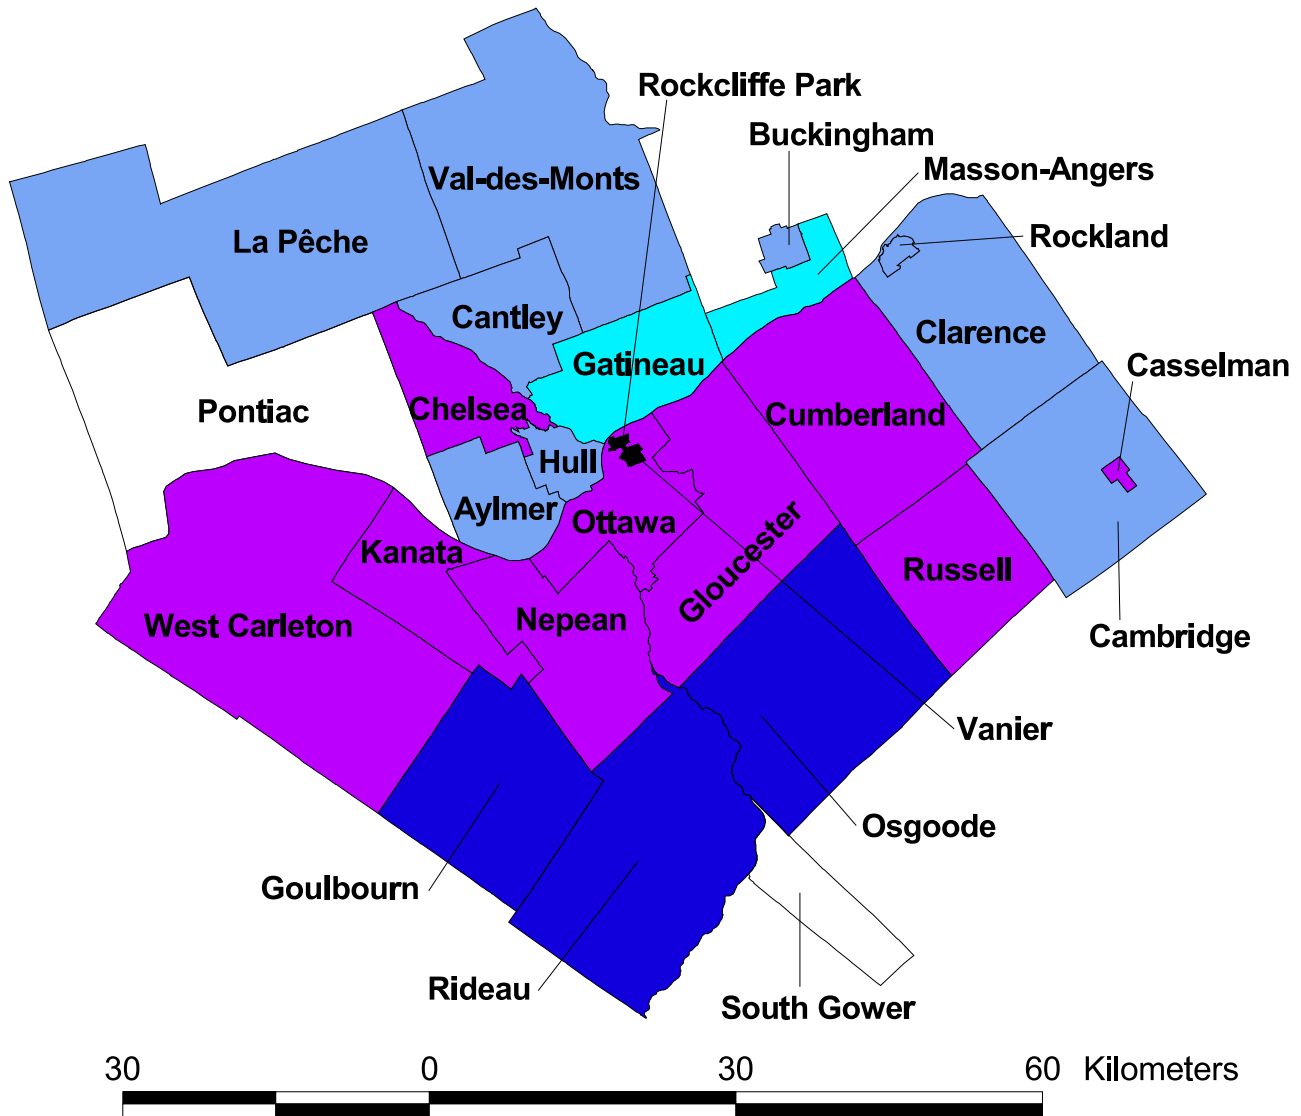 Rockcliffe Park
Buckingham
Masson-Angers
Val-des-Monts
La Pêche
Rockland
Cantley
Clarence
Gatineau
Casselman
Pontiac
Chelsea
Cumberland
Hull
Aylmer
Ottawa
Kanata
Gloucester
Russell
West Carleton
Nepean
Cambridge
Vanier
Osgoode
Goulbourn
Rideau
South Gower
30 0 30 60 Kilometers